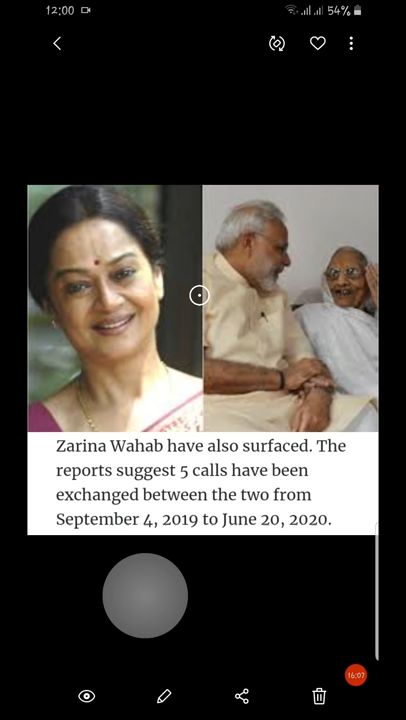 12:00
54%
Zarina Wahab have also surfaced. The
reports suggest 5 calls have been
exchanged between the two from
September 4, 2019 to June 20, 2020.
16:07